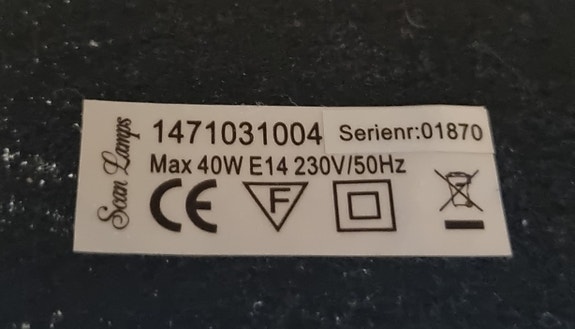 Scan Lamps
1471031004 Serienr:01870
Max 40W E14 230V/50Hz
CE F